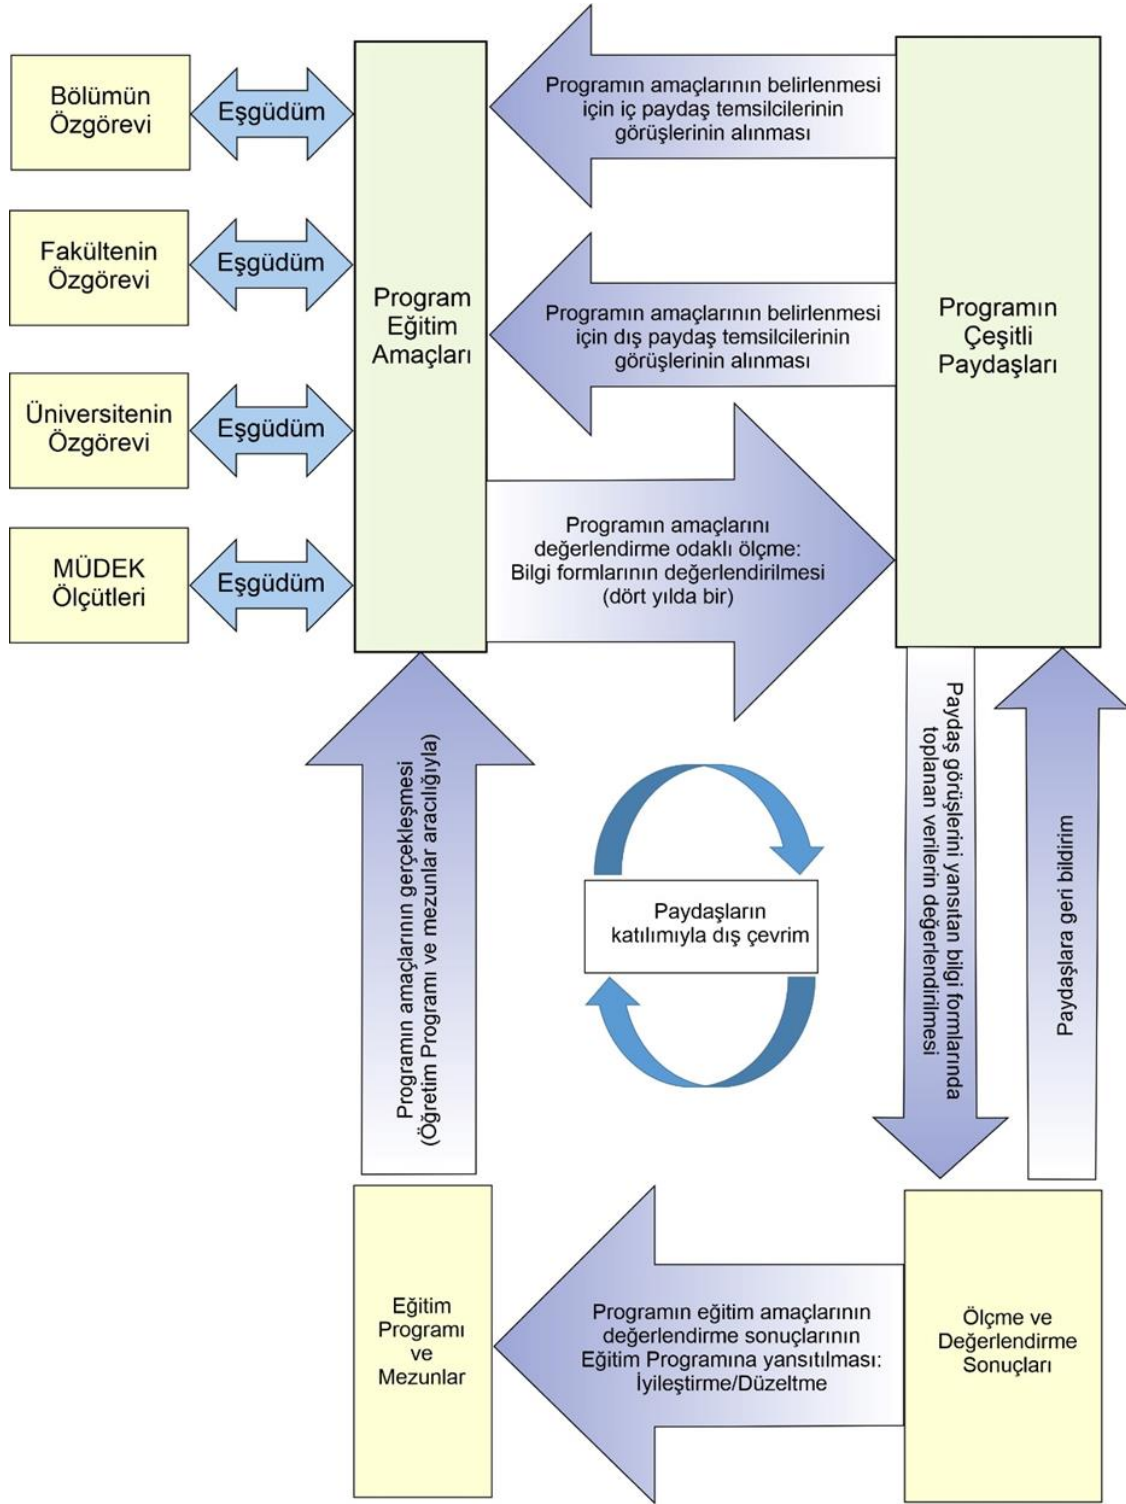 Bölümün
Özgörevi
Eşgüdüm
Fakültenin
Özgörevi
Eşgüdüm
Üniversitenin
Özgörevi
Eşgüdüm
MÜDEK
Ölçütleri
Eşgüdüm
Program
Eğitim
Amaçları
Programın amaçlarının belirlenmesi
için iç paydaş temsilcilerinin
görüşlerinin alınması
Programın amaçlarının belirlenmesi
için dış paydaş temsilcilerinin
görüşlerinin alınması
Programın amaçlarını
değerlendirme odaklı ölçme:
Bilgi formlarının değerlendirilmesi
(dört yılda bir)
Programın
Çeşitli
Paydaşları
Programın amaçlarının gerçekleşmesi
(Öğretim Programı ve mezunlar aracılığıyla)
Paydaşların
katılımıyla dış çevrim
Paydaş görüşlerini yansıtan bilgi formlarında
toplanan verilerin değerlendirilmesi
Paydaşlara geri bildirim
Eğitim
Programı
ve
Mezunlar
Programın eğitim amaçlarının
değerlendirme sonuçlarının
Eğitim Programına yansıtılması:
İyileştirme/Düzeltme
Ölçme ve
Değerlendirme
Sonuçları